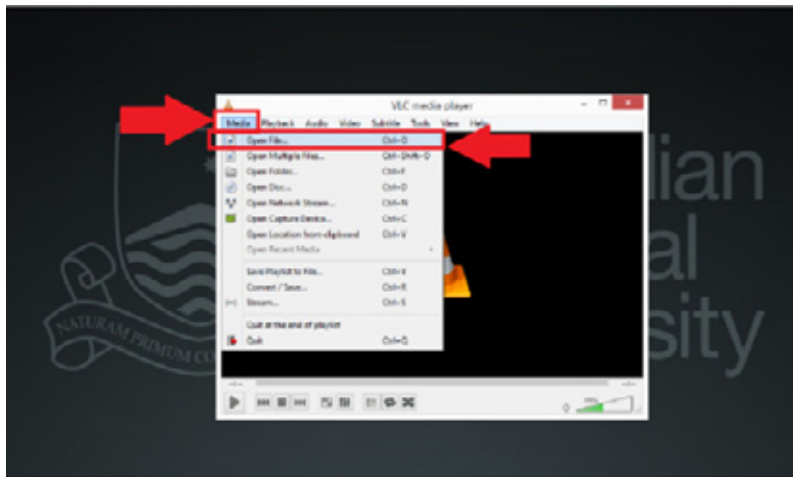 VLC media player
Media Playback Audio Video Subtitle Tools View Help
Open File... Ctrl+O
Open Multiple Files... Ctrl+Shift+O
Open Folder... Ctrl+F
Open Disc... Ctrl+D
Open Network Stream... Ctrl+N
Open Capture Device... Ctrl+C
Open Location from clipboard Ctrl+V
Open Recent Media
Save Playlist to File... Ctrl+Y
Convert / Save... Ctrl+R
Stream... Ctrl+S
Quit at the end of playlist
Quit Ctrl+Q
lian
al
sity
NATURAM PRIMUM CO